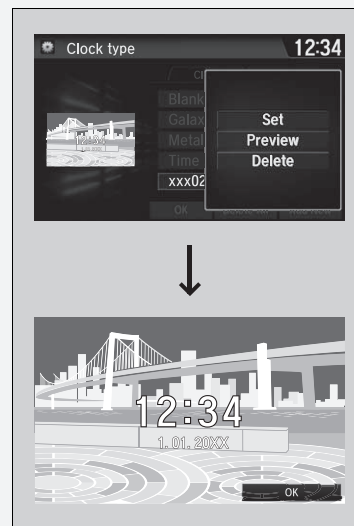 Clock type 12:34
Blank
Galax
Metal
Time
xxx02
Set
Preview
Delete
OK
12:34
1. 01. 20XX
OK